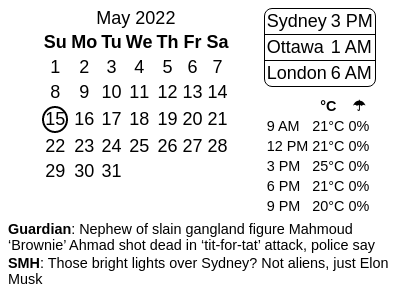 May 2022
Su Mo Tu We Th Fr Sa
1 2 3 4 5 6 7
8 9 10 11 12 13 14
15 16 17 18 19 20 21
22 23 24 25 26 27 28
29 30 31
Sydney 3 PM
Ottawa 1 AM
London 6 AM
°C ☂
9 AM 21°C 0%
12 PM 21°C 0%
3 PM 25°C 0%
6 PM 21°C 0%
9 PM 20°C 0%
Guardian: Nephew of slain gangland figure Mahmoud
‘Brownie’ Ahmad shot dead in ‘tit-for-tat’ attack, police say
SMH: Those bright lights over Sydney? Not aliens, just Elon
Musk